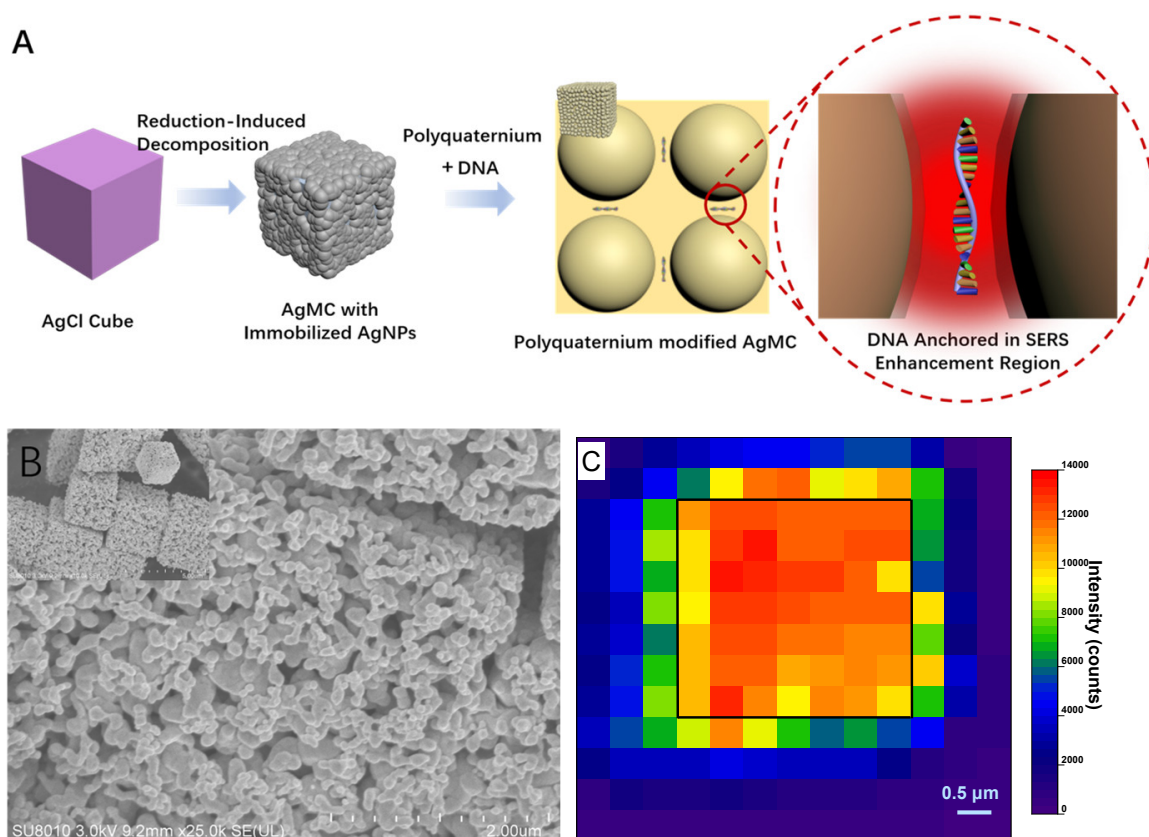 A
Reduction-Induced
Decomposition
Polyquaternium
+ DNA
AgCl Cube
AgMC with
Immobilized AgNPs
Polyquaternium modified AgMC
DNA Anchored in SERS
Enhancement Region
B
SU8010 3.0kV 9.2mm x25.0k SE(UL)
2.00um
C
14000
12000
10000
8000
6000
4000
2000
0
Intensity (counts)
0.5 μm